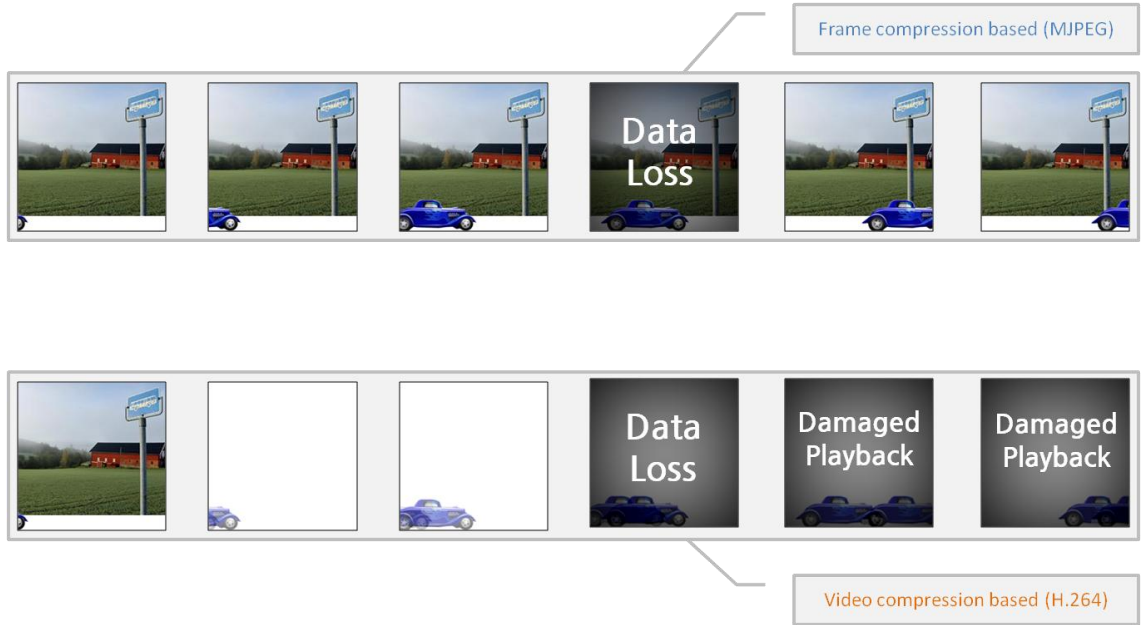 Frame compression based (MJPEG)
Data
Loss
Data
Loss
Damaged
Playback
Damaged
Playback
Video compression based (H.264)